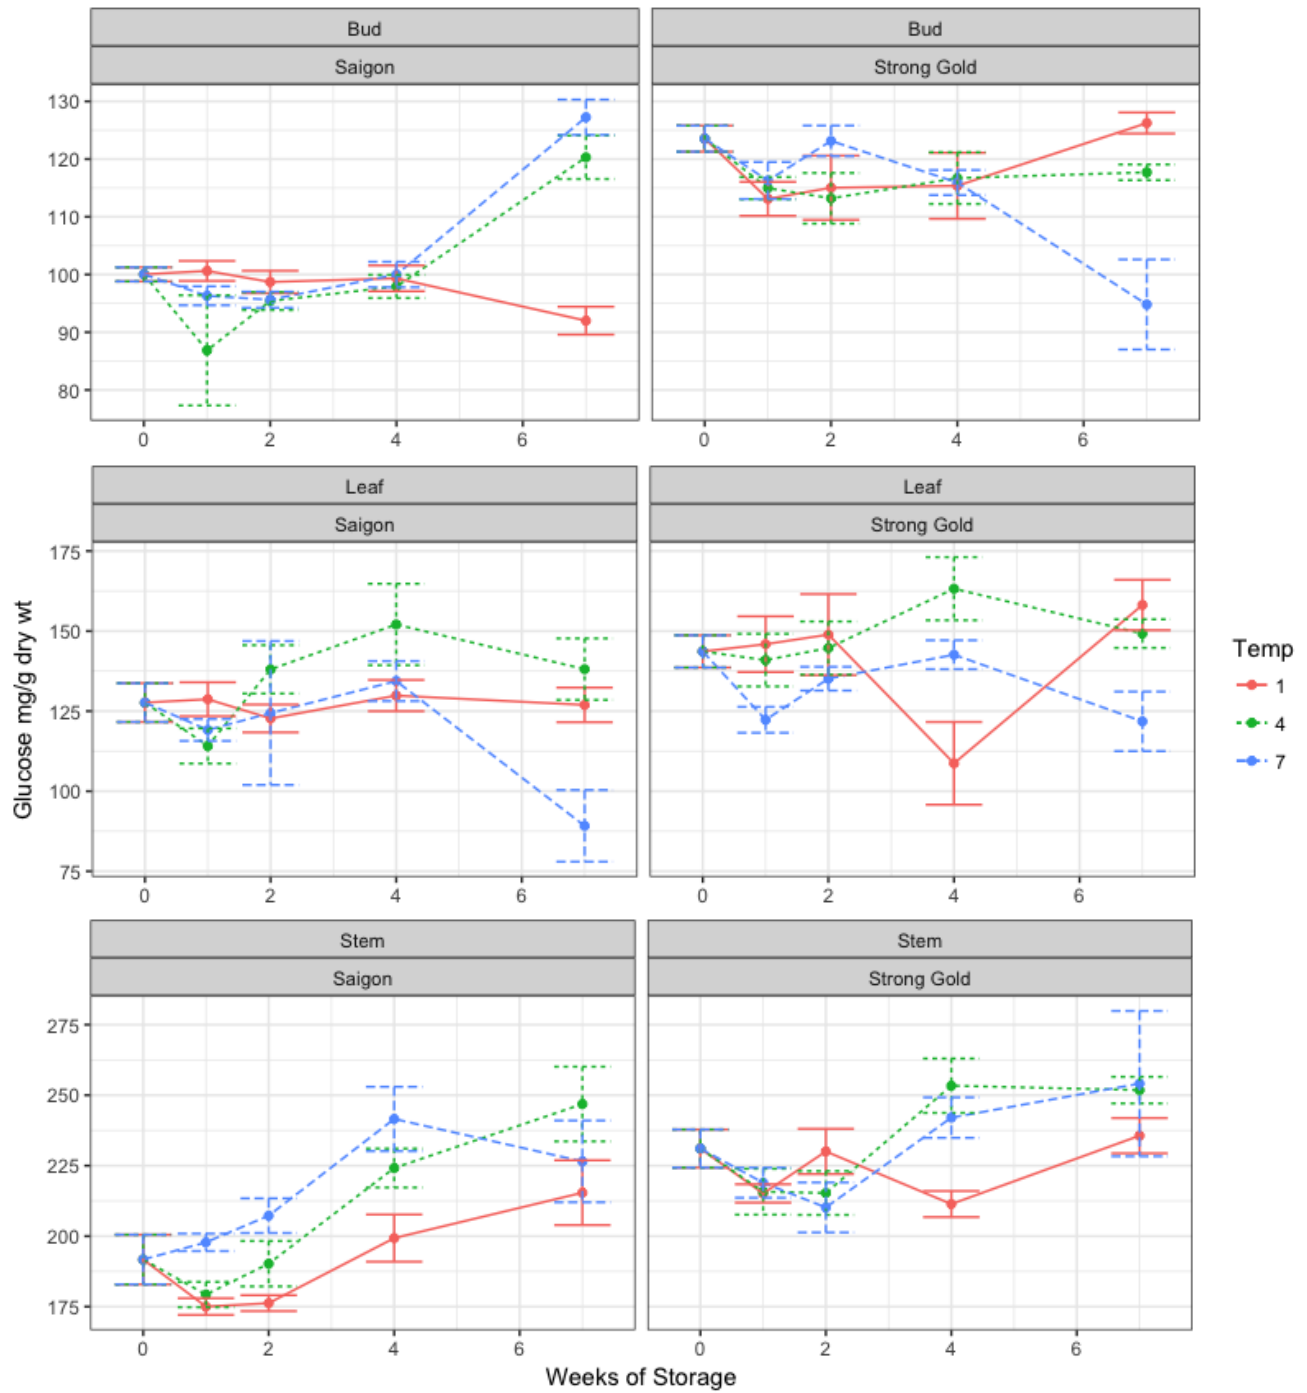 Bud
Bud
Saigon
Strong Gold
130
120
110
100
90
80
0 2 4 6
0 2 4 6
Leaf
Leaf
Saigon
Strong Gold
175
150
125
100
75
0 2 4 6
0 2 4 6
Glucose mg/g dry wt
Temp
1
4
7
Stem
Stem
Saigon
Strong Gold
275
250
225
200
175
0 2 4 6
0 2 4 6
Weeks of Storage